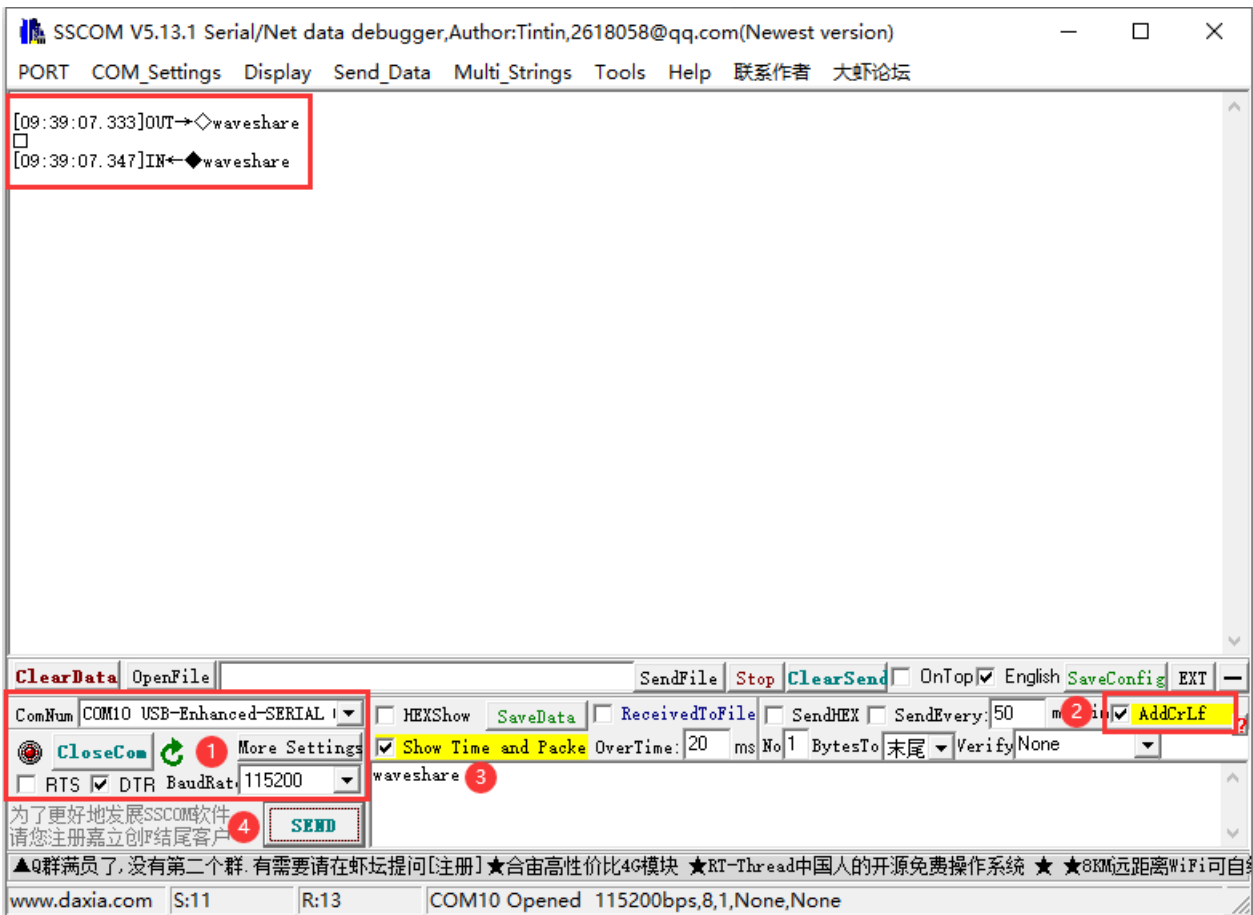 SSCOM V5.13.1 Serial/Net data debugger,Author:Tintin,2618058@qq.com(Newest version)
PORT COM_Settings Display Send_Data Multi_Strings Tools Help 联系作者 大虾论坛
[09:39:07.333]OUT→◇waveshare
□
[09:39:07.347]IN←◆waveshare
ClearData OpenFile SendFile Stop ClearSend OnTop English SaveConfig EXT —
ComNum COM10 USB-Enhanced-SERIAL HEXShow SaveData ReceivedToFile SendHEX SendEvery: 50 m 2 AddCrLf
CloseCom 1 More Settings Show Time and Packe OverTime: 20 ms No 1 BytesTo 末尾 Verify None ?
RTS DTR BaudRat 115200 waveshare 3
为了更好地发展SSCOM软件
请您注册嘉立创F结尾客户 4 SEND
▲Q群满员了,没有第二个群.有需要请在虾坛提问[注册] ★合宙高性价比4G模块 ★RT-Thread中国人的开源免费操作系统 ★ ★8KM远距离WiFi可自
www.daxia.com S:11 R:13 COM10 Opened 115200bps,8,1,None,None